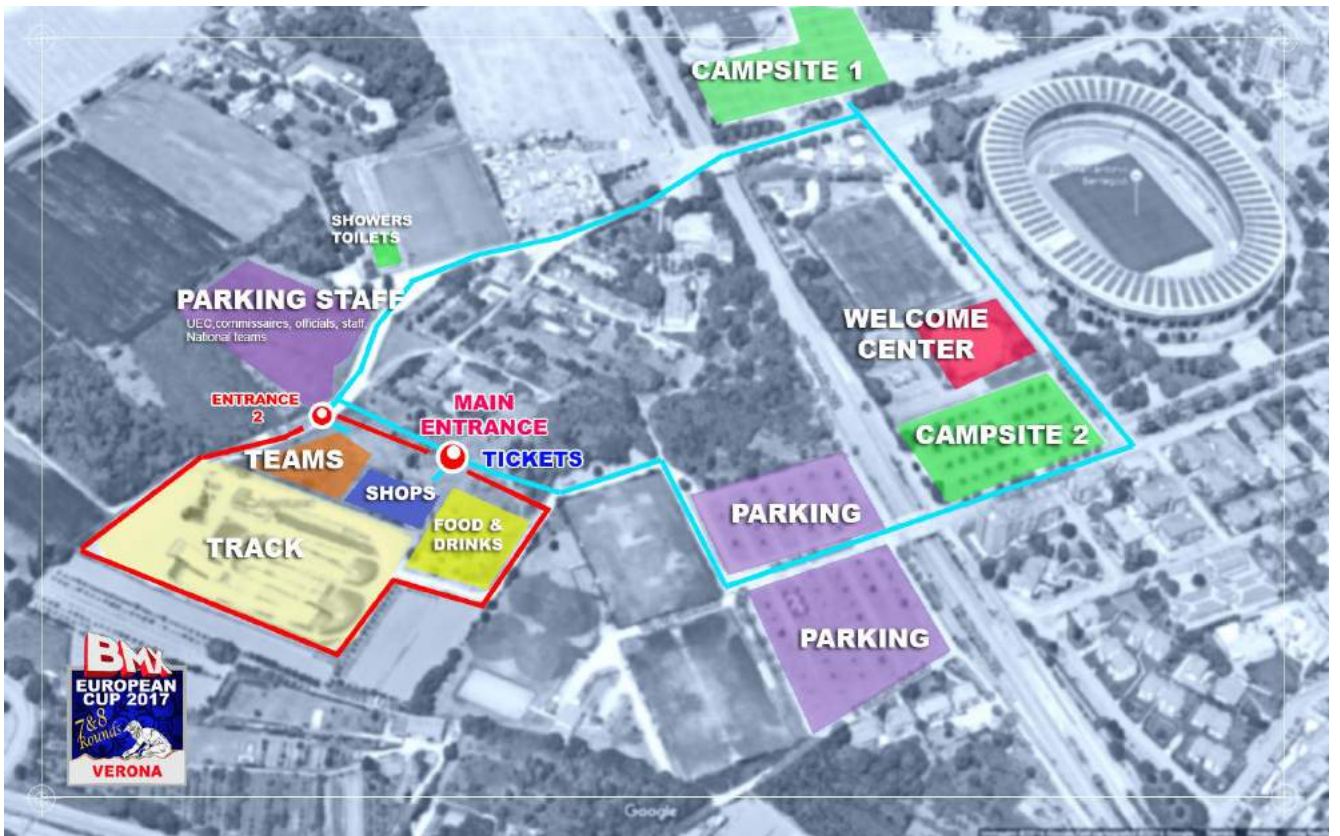 CAMPSITE 1
SHOWERS
TOILETS
PARKING STAFF
UEC,commissaires, officials, staff,
National teams
WELCOME
CENTER
ENTRANCE
2
MAIN
ENTRANCE
TICKETS
CAMPSITE 2
TEAMS
SHOPS
PARKING
FOOD &
DRINKS
TRACK
PARKING
BMX
EUROPEAN
CUP 2017
7&8
Rounds
VERONA
Google